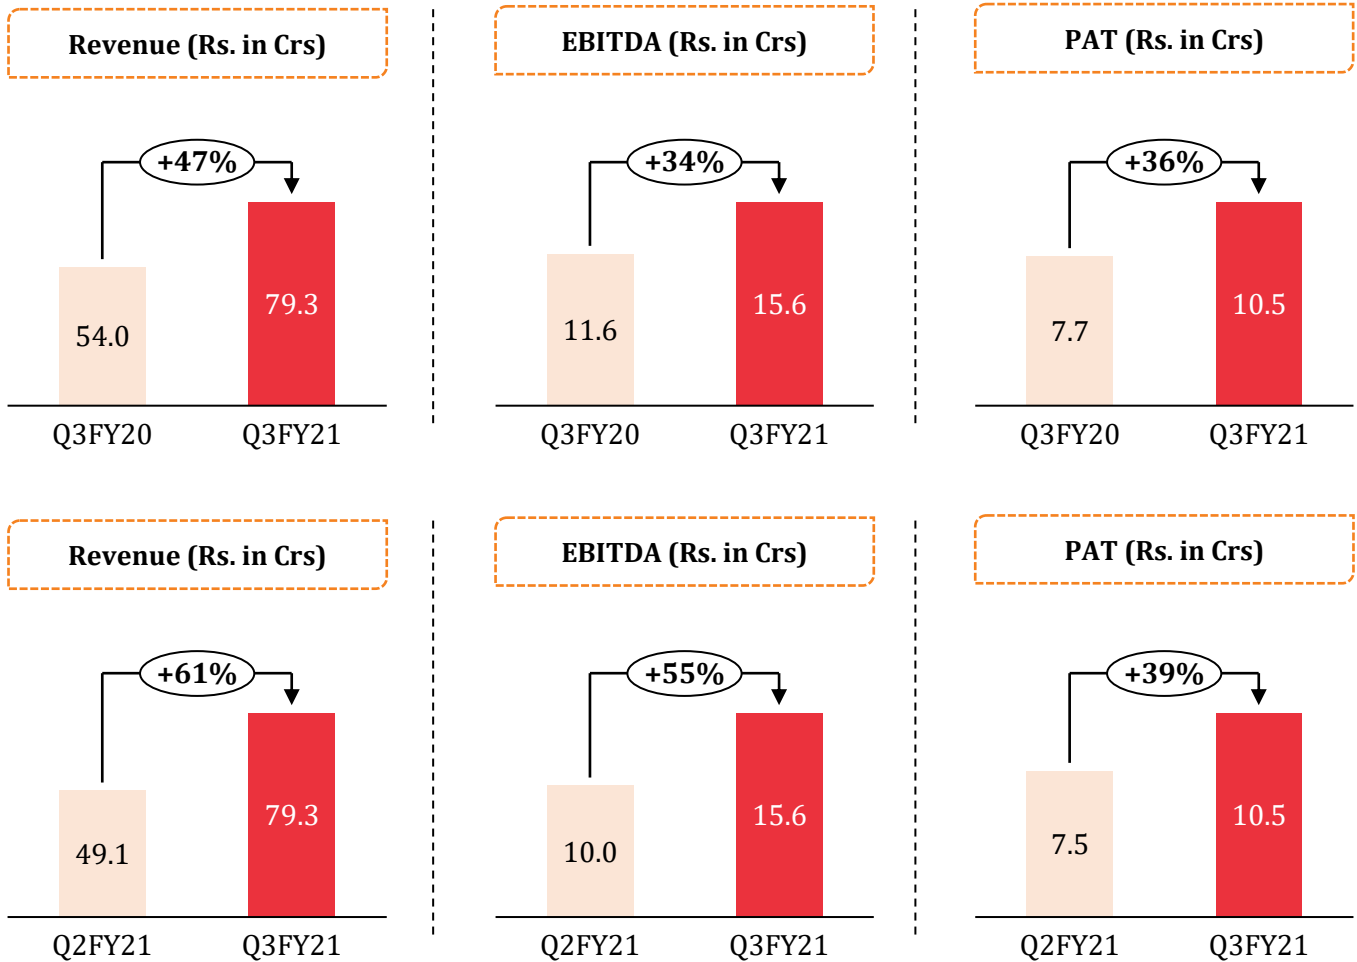 Revenue (Rs. in Crs)
EBITDA (Rs. in Crs)
PAT (Rs. in Crs)
+47%
+34%
+36%
54.0
79.3
11.6
15.6
7.7
10.5
Q3FY20
Q3FY21
Q3FY20
Q3FY21
Q3FY20
Q3FY21
Revenue (Rs. in Crs)
EBITDA (Rs. in Crs)
PAT (Rs. in Crs)
+61%
+55%
+39%
49.1
79.3
10.0
15.6
7.5
10.5
Q2FY21
Q3FY21
Q2FY21
Q3FY21
Q2FY21
Q3FY21